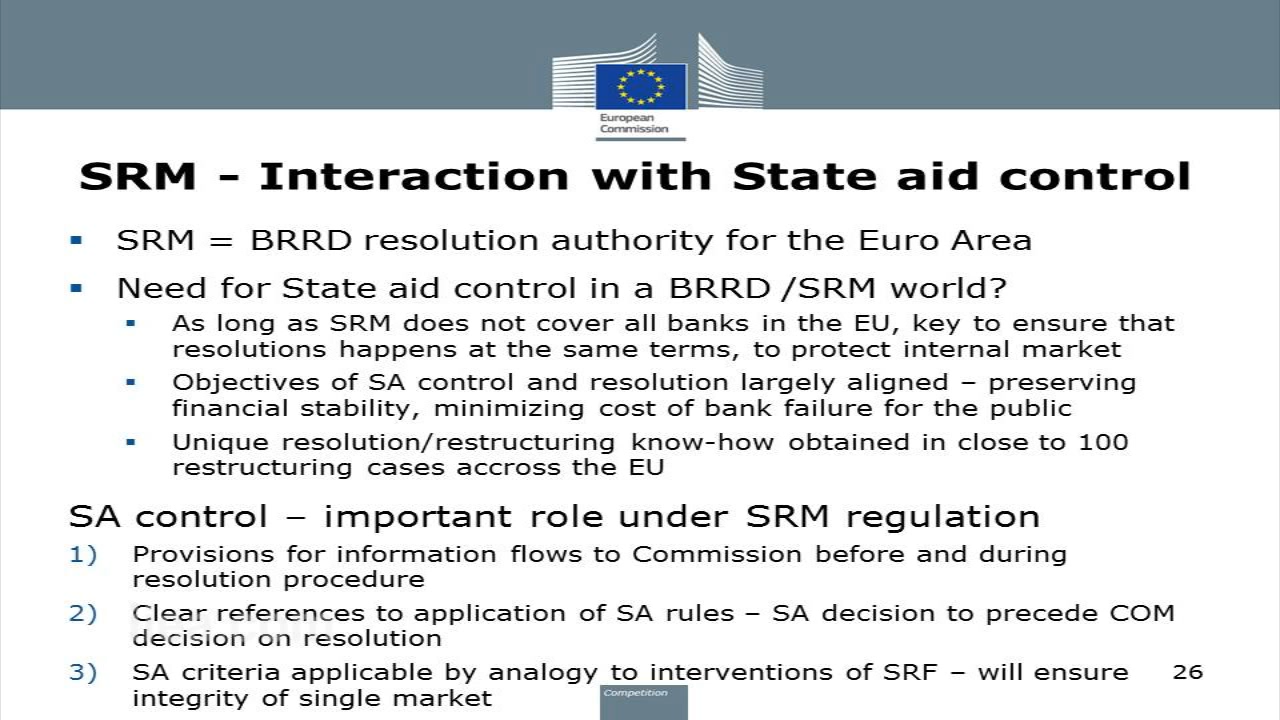 European
Commission
SRM - Interaction with State aid control
▪ SRM = BRRD resolution authority for the Euro Area
▪ Need for State aid control in a BRRD /SRM world?
▪ As long as SRM does not cover all banks in the EU, key to ensure that
resolutions happens at the same terms, to protect internal market
▪ Objectives of SA control and resolution largely aligned – preserving
financial stability, minimizing cost of bank failure for the public
▪ Unique resolution/restructuring know-how obtained in close to 100
restructuring cases accross the EU
SA control – important role under SRM regulation
1) Provisions for information flows to Commission before and during
resolution procedure
2) Clear references to application of SA rules – SA decision to precede COM
decision on resolution
3) SA criteria applicable by analogy to interventions of SRF – will ensure
integrity of single market
26
Competition